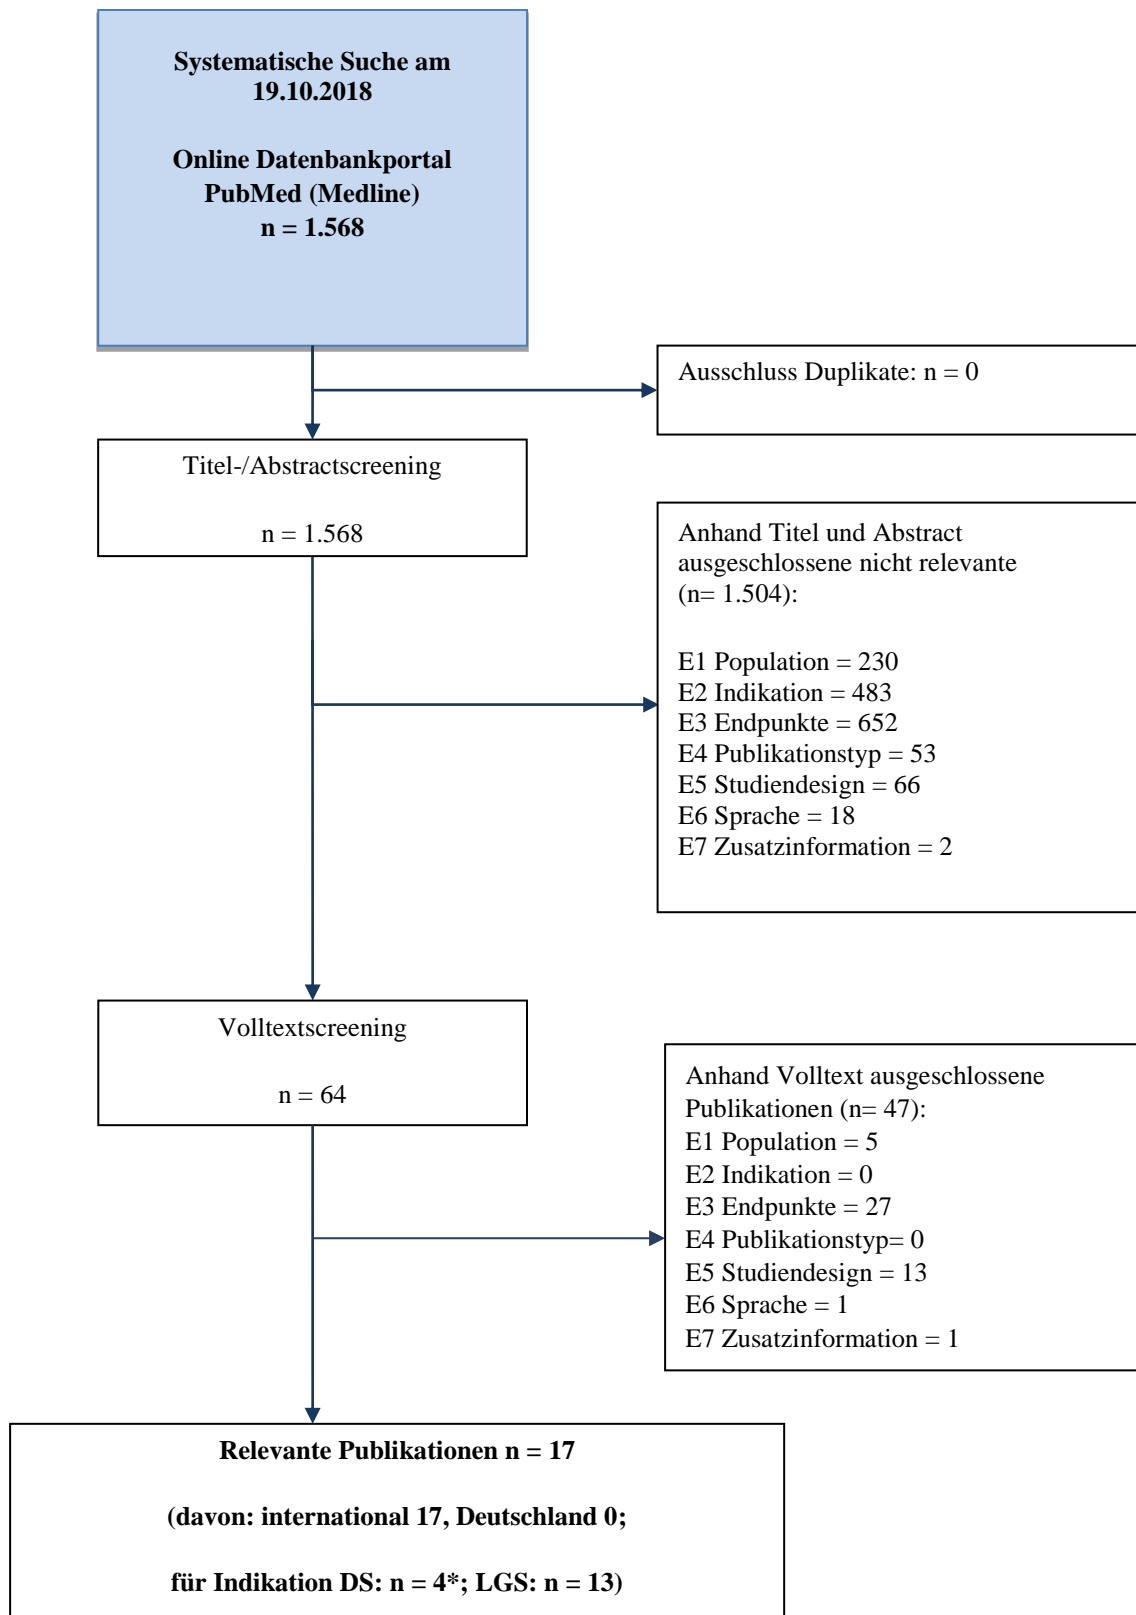 Systematische Suche am
19.10.2018
Online Datenbankportal
PubMed (Medline)
n = 1.568
Ausschluss Duplikate: n = 0
Titel-/Abstractscreening
n = 1.568
Anhand Titel und Abstract
ausgeschlossene nicht relevante
(n= 1.504):
E1 Population = 230
E2 Indikation = 483
E3 Endpunkte = 652
E4 Publikationstyp = 53
E5 Studiendesign = 66
E6 Sprache = 18
E7 Zusatzinformation = 2
Volltextscreening
n = 64
Anhand Volltext ausgeschlossene
Publikationen (n= 47):
E1 Population = 5
E2 Indikation = 0
E3 Endpunkte = 27
E4 Publikationstyp= 0
E5 Studiendesign = 13
E6 Sprache = 1
E7 Zusatzinformation = 1
Relevante Publikationen n = 17
(davon: international 17, Deutschland 0;
für Indikation DS: n = 4*; LGS: n = 13)